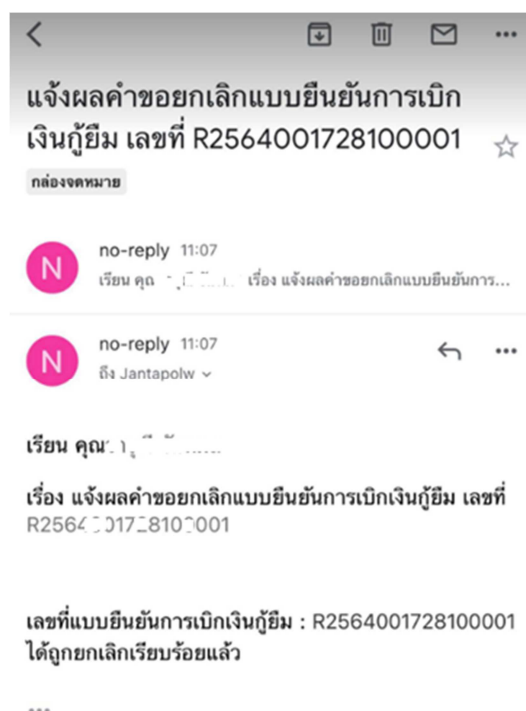 แจ้งผลคำขอยกเลิกแบบยืนยันการเบิก
เงินกู้ยืม เลขที่ R2564001728100001
กล่องจดหมาย
N
no-reply 11:07
เรียน คุณ เรื่อง แจ้งผลคำขอยกเลิกแบบยืนยันการ...
N
no-reply 11:07
ถึง Jantapolw
เรียน คุณ
เรื่อง แจ้งผลคำขอยกเลิกแบบยืนยันการเบิกเงินกู้ยืม เลขที่
เลขที่แบบยืนยันการเบิกเงินกู้ยืม : R2564001728100001
ได้ถูกยกเลิกเรียบร้อยแล้ว